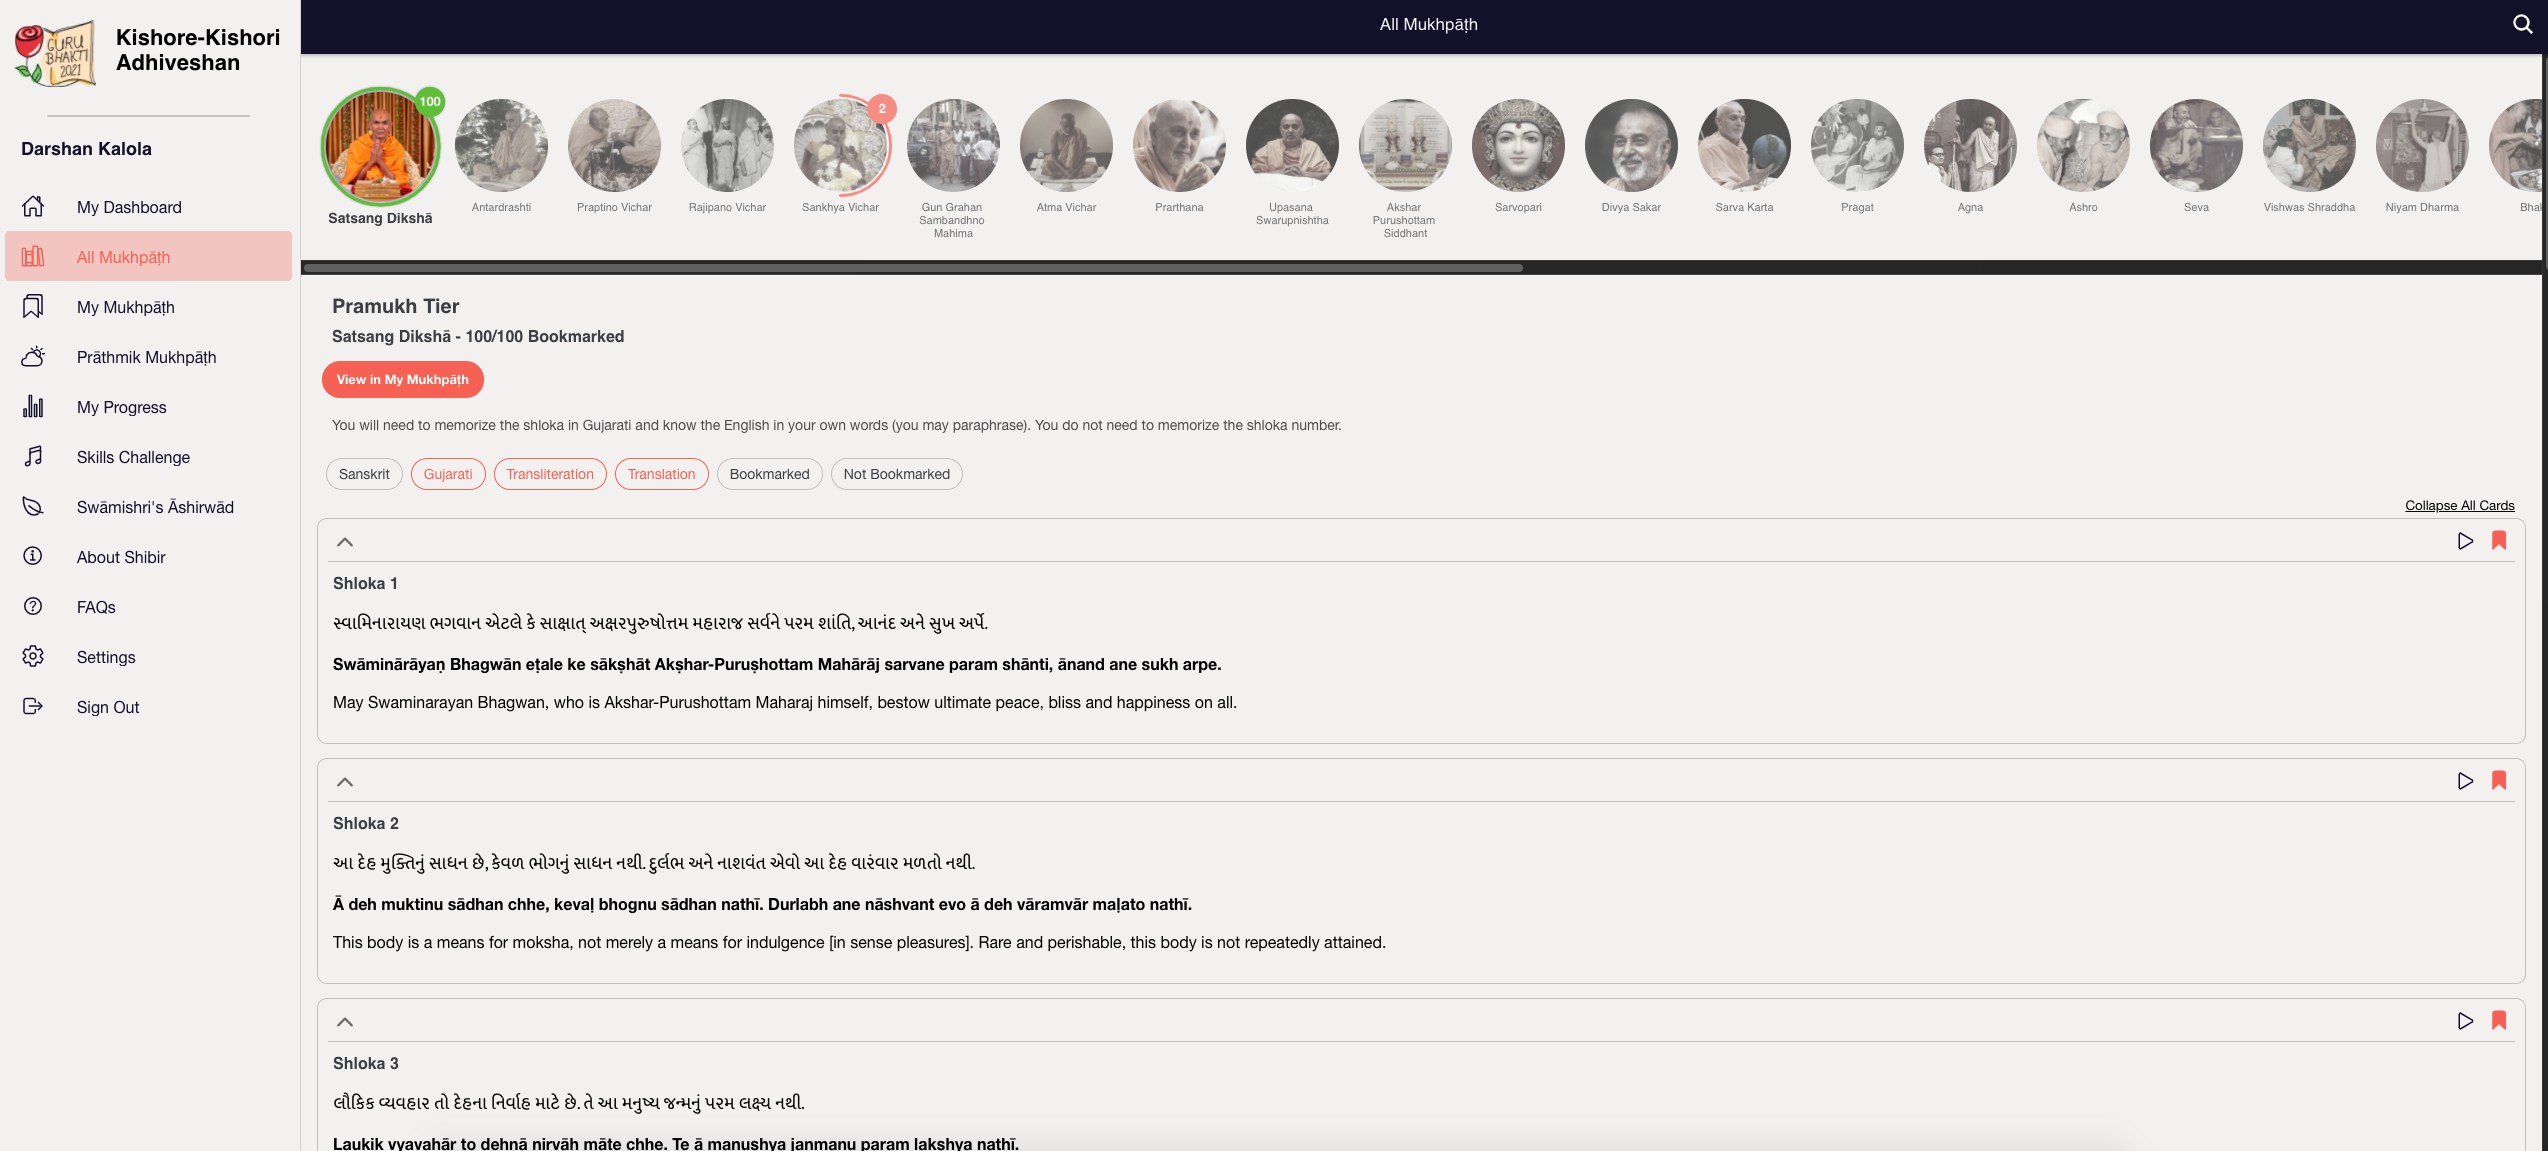 GURU
BHAKTI
2021
Kishore-Kishori
Adhiveshan
Darshan Kalola
My Dashboard
All Mukhpāṭh
My Mukhpāṭh
Prāthmik Mukhpāṭh
My Progress
Skills Challenge
Swāmishri's Āshirwād
About Shibir
FAQs
Settings
Sign Out
All Mukhpāṭh
100
2
Satsang Dikshā
Antardrashti
Praptino Vichar
Rajipano Vichar
Sankhya Vichar
Gun Grahan
Sambandhno
Mahima
Atma Vichar
Prarthana
Upasana
Swarupnishtha
Akshar
Purushottam
Siddhant
Sarvopari
Divya Sakar
Sarva Karta
Pragat
Agna
Ashro
Seva
Vishwas Shraddha
Niyam Dharma
Pramukh Tier
Satsang Dikshā - 100/100 Bookmarked
View in My Mukhpāṭh
You will need to memorize the shloka in Gujarati and know the English in your own words (you may paraphrase). You do not need to memorize the shloka number.
Sanskrit Gujarati Transliteration Translation Bookmarked Not Bookmarked
Collapse All Cards
Shloka 1
સ્વામિનારાયણ ભગવાન એટલે કે સાક્ષાત્ અક્ષરપુરુષોત્તમ મહારાજ સર્વને પરમ શાંતિ, આનંદ અને સુખ અર્પે.
Swāminārāyaṇ Bhagwān eṭale ke sākṣhāt Akṣhar-Puruṣhottam Mahārāj sarvane param shānti, ānand ane sukh arpe.
May Swaminarayan Bhagwan, who is Akshar-Purushottam Maharaj himself, bestow ultimate peace, bliss and happiness on all.
Shloka 2
આ દેહ મુક્તિનું સાધન છે, કેવળ ભોગનું સાધન નથી. દુર્લભ અને નાશવંત એવો આ દેહ વારંવાર મળતો નથી.
Ā deh muktinu sādhan chhe, kevaḷ bhognu sādhan nathī. Durlabh ane nāshvant evo ā deh vāramvār maḷato nathī.
This body is a means for moksha, not merely a means for indulgence [in sense pleasures]. Rare and perishable, this body is not repeatedly attained.
Shloka 3
લૌકિક વ્યવહાર તો દેહના નિર્વાહ માટે છે. તે આ મનુષ્ય જન્મનું પરમ લક્ષ્ય નથી.
Laukik vyavahār to dehnā nirvāh māṭe chhe. Te ā manuṣhya janmanu param lakṣhya nathī.